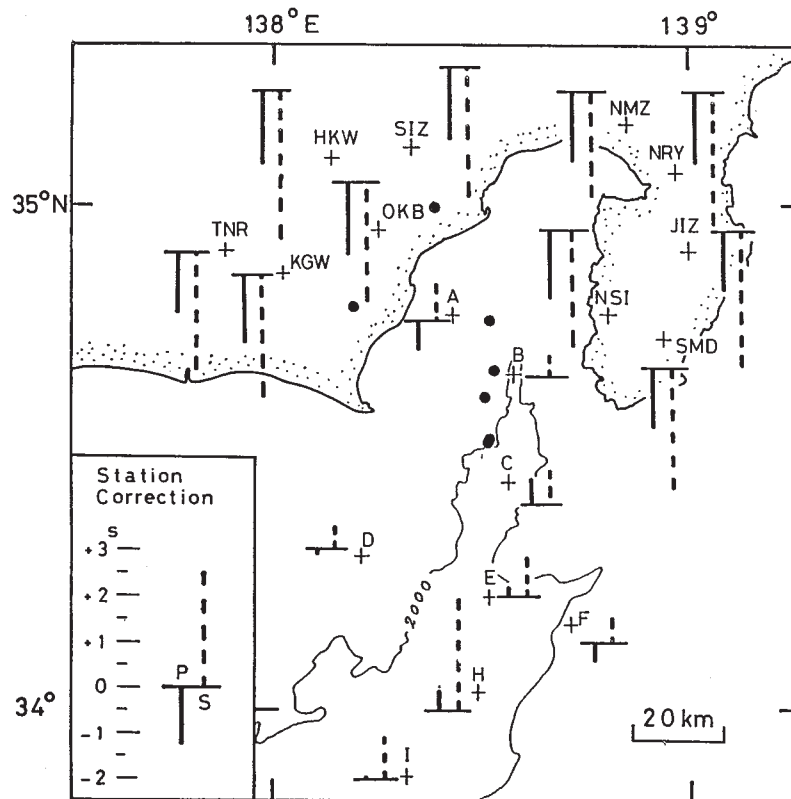 138°E 139°
NMZ
SIZ
HKW
NRY
35°N
OKB
TNR
JIZ
KGW
A
NSI
SMD
B
C
Station
Correction
s
+3
D
+2
E
2000
F
+1
P
H
0
S
34°
20 km
-1
I
-2